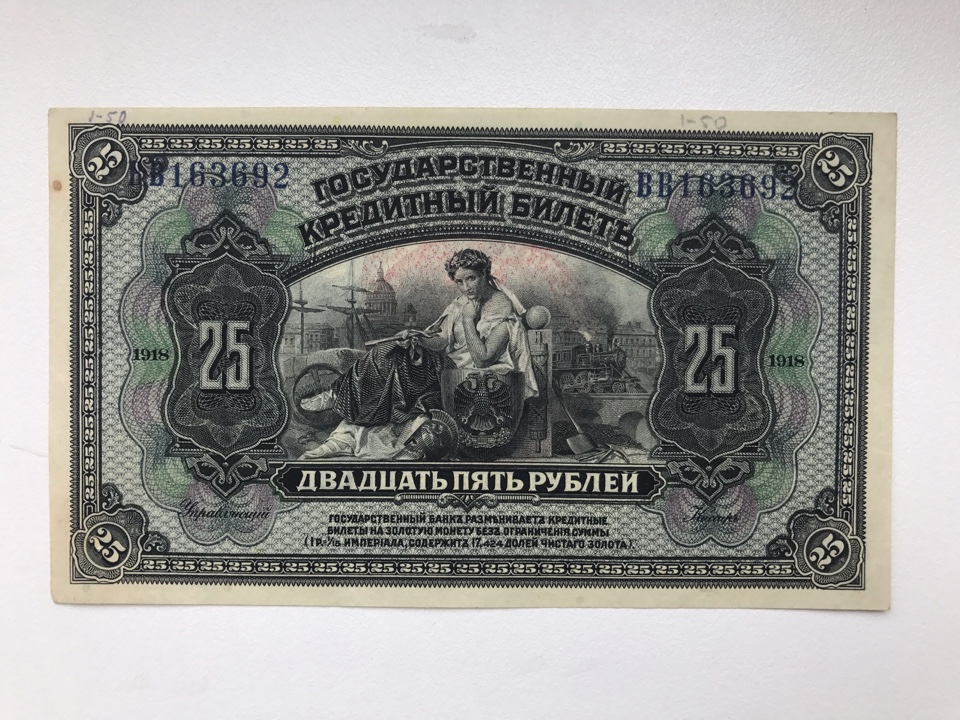 1-50
1-50
25
25
ВВ163692
ВВ163692
ГОСУДАРСТВЕННЫЙ
КРЕДИТНЫЙ БИЛЕТЪ
25
25
1918
1918
ДВАДЦАТЬ ПЯТЬ РУБЛЕЙ
Управляющій
Кассиръ
ГОСУДАРСТВЕННЫЙ БАНКЪ РАЗМѢНИВАЕТЪ КРЕДИТНЫЕ
БИЛЕТЫ НА ЗОЛОТУЮ МОНЕТУ БЕЗЪ ОГРАНИЧЕНІЯ СУММЫ
(1 Р.=1/15 ИМПЕРІАЛА, СОДЕРЖИТЪ 17,424 ДОЛЕЙ ЧИСТАГО ЗОЛОТА).
25
25